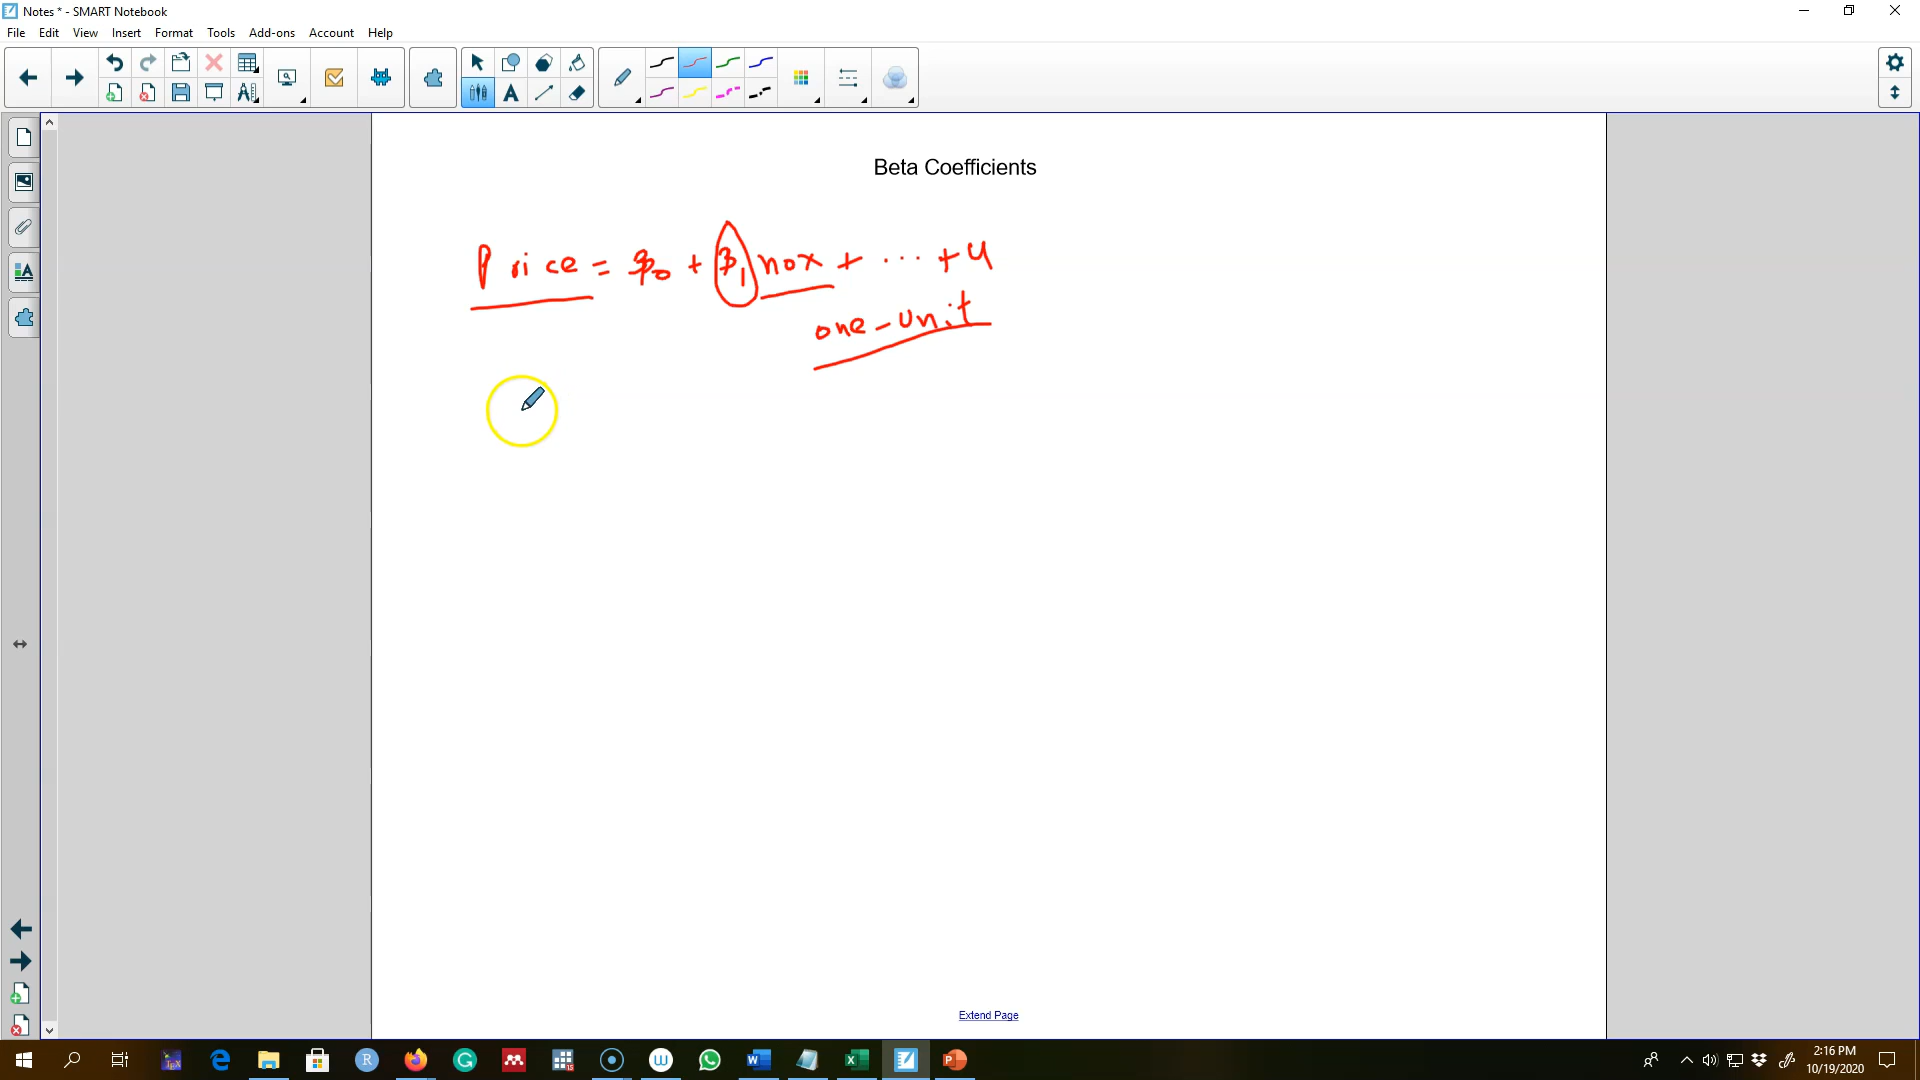 Notes * - SMART Notebook
File Edit View Insert Format Tools Add-ons Account Help
Beta Coefficients
Price = β₀ + β₁ nox + ... + u
one-unit
Extend Page
2:16 PM
10/19/2020